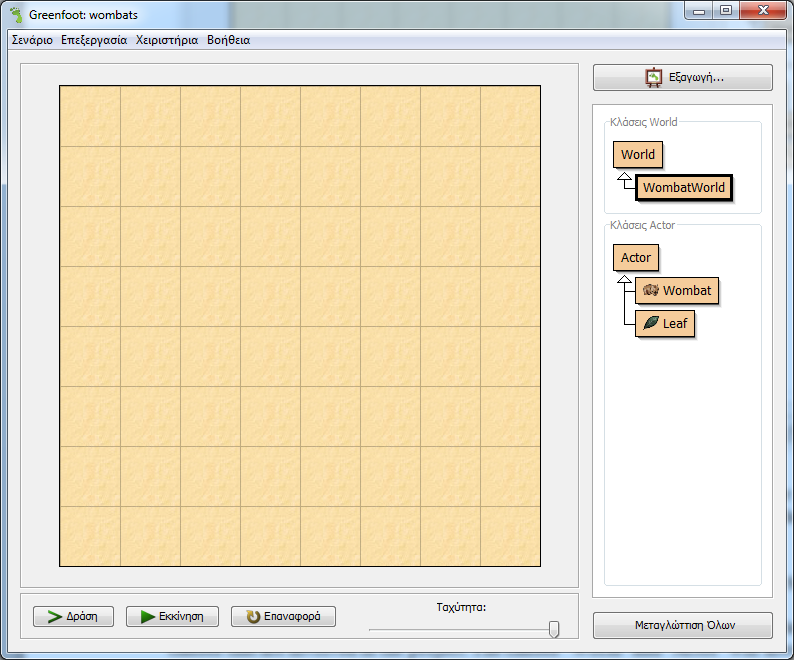 Greenfoot: wombats
Σενάριο Επεξεργασία Χειριστήρια Βοήθεια
Εξαγωγή...
Κλάσεις World
World
WombatWorld
Κλάσεις Actor
Actor
Wombat
Leaf
Δράση
Εκκίνηση
Επαναφορά
Ταχύτητα:
Μεταγλώττιση Όλων